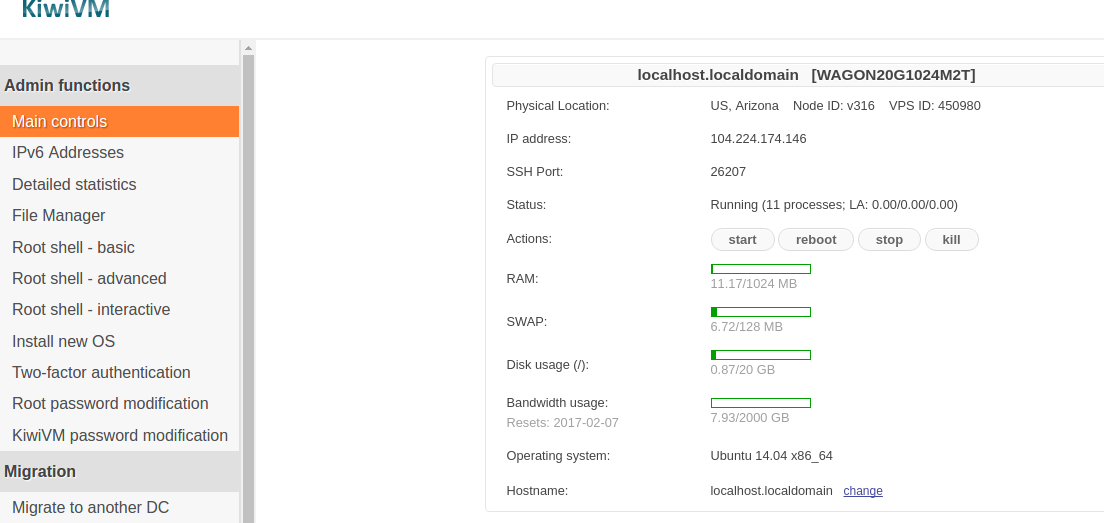 KiwiVM
Admin functions
Main controls
IPv6 Addresses
Detailed statistics
File Manager
Root shell - basic
Root shell - advanced
Root shell - interactive
Install new OS
Two-factor authentication
Root password modification
KiwiVM password modification
Migration
Migrate to another DC
localhost.localdomain [WAGON20G1024M2T]
Physical Location: US, Arizona Node ID: v316 VPS ID: 450980
IP address: 104.224.174.146
SSH Port: 26207
Status: Running (11 processes; LA: 0.00/0.00/0.00)
Actions: start reboot stop kill
RAM:
11.17/1024 MB
SWAP:
6.72/128 MB
Disk usage (/):
0.87/20 GB
Bandwidth usage:
Resets: 2017-02-07
7.93/2000 GB
Operating system: Ubuntu 14.04 x86_64
Hostname: localhost.localdomain change